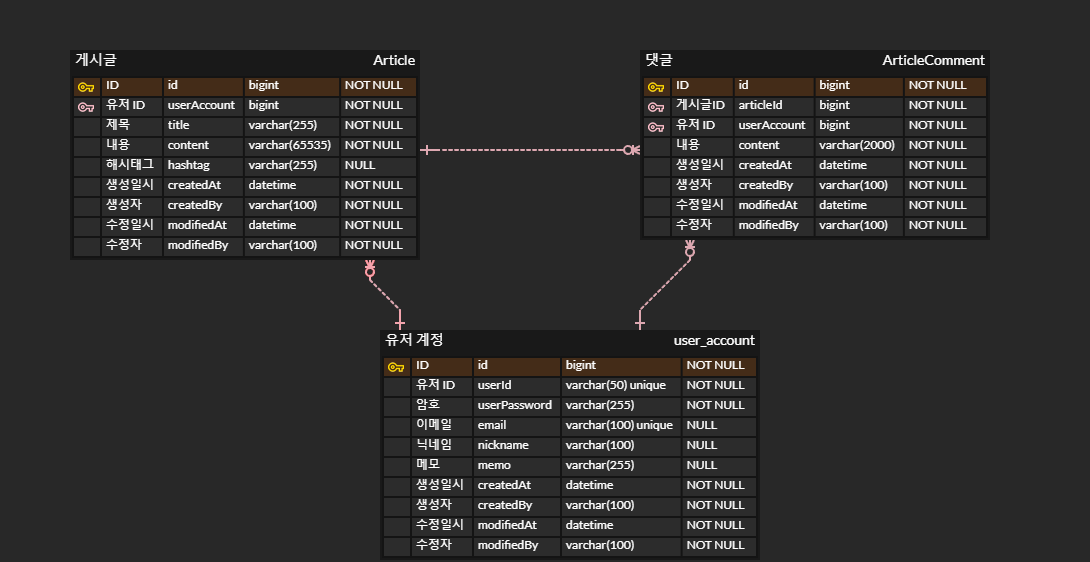 게시글 Article
ID id bigint NOT NULL
유저 ID userAccount bigint NOT NULL
제목 title varchar(255) NOT NULL
내용 content varchar(65535) NOT NULL
해시태그 hashtag varchar(255) NULL
생성일시 createdAt datetime NOT NULL
생성자 createdBy varchar(100) NOT NULL
수정일시 modifiedAt datetime NOT NULL
수정자 modifiedBy varchar(100) NOT NULL
댓글 ArticleComment
ID id bigint NOT NULL
게시글ID articleId bigint NOT NULL
유저 ID userAccount bigint NOT NULL
내용 content varchar(2000) NOT NULL
생성일시 createdAt datetime NOT NULL
생성자 createdBy varchar(100) NOT NULL
수정일시 modifiedAt datetime NOT NULL
수정자 modifiedBy varchar(100) NOT NULL
유저 계정 user_account
ID id bigint NOT NULL
유저 ID userId varchar(50) unique NOT NULL
암호 userPassword varchar(255) NOT NULL
이메일 email varchar(100) unique NULL
닉네임 nickname varchar(100) NULL
메모 memo varchar(255) NULL
생성일시 createdAt datetime NOT NULL
생성자 createdBy varchar(100) NOT NULL
수정일시 modifiedAt datetime NOT NULL
수정자 modifiedBy varchar(100) NOT NULL